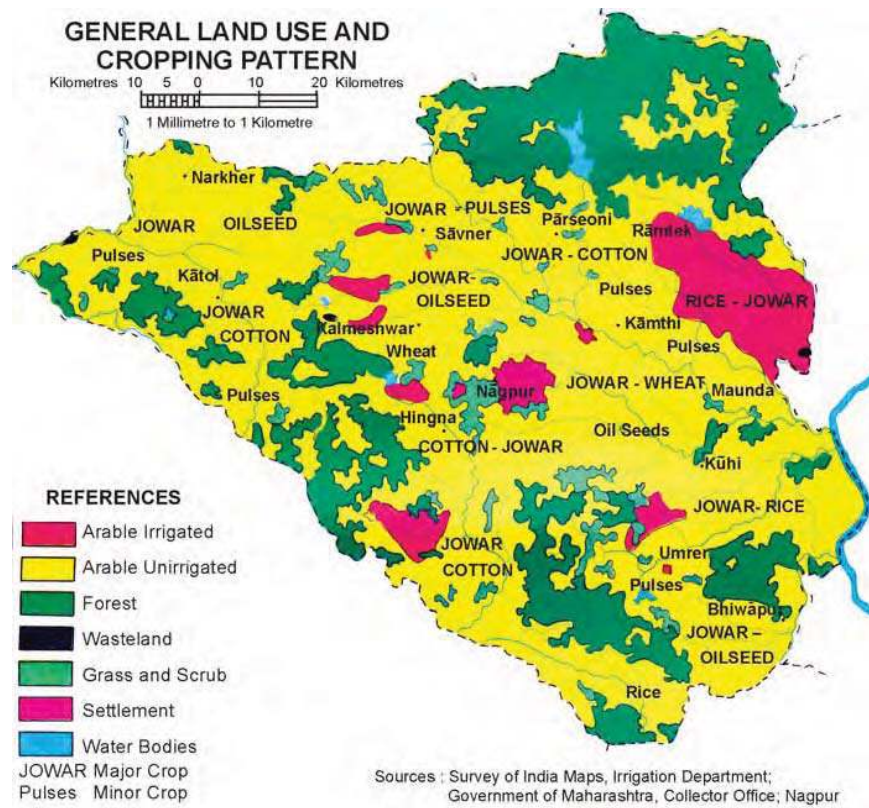 GENERAL LAND USE AND
CROPPING PATTERN
Kilometres 10 5 0 10 20 Kilometres
1 Millimetre to 1 Kilometre
Narkher
JOWAR OILSEED
JOWAR - PULSES
Sāvner
Pārseoni
Rāmtek
JOWAR - COTTON
Pulses
Kātol
JOWAR-
OILSEED
Pulses
RICE - JOWAR
JOWAR
COTTON
Kalmeshwar
Kāmthi
Wheat
Pulses
Pulses
Nāgpur
JOWAR - WHEAT
Maunda
Hingna
COTTON - JOWAR
Oil Seeds
Kūhi
JOWAR- RICE
JOWAR
COTTON
Umrer
Pulses
Bhiwāpur
JOWAR –
OILSEED
Rice
REFERENCES
Arable Irrigated
Arable Unirrigated
Forest
Wasteland
Grass and Scrub
Settlement
Water Bodies
JOWAR Major Crop
Pulses Minor Crop
Sources : Survey of India Maps, Irrigation Department;
Government of Maharashtra, Collector Office; Nagpur